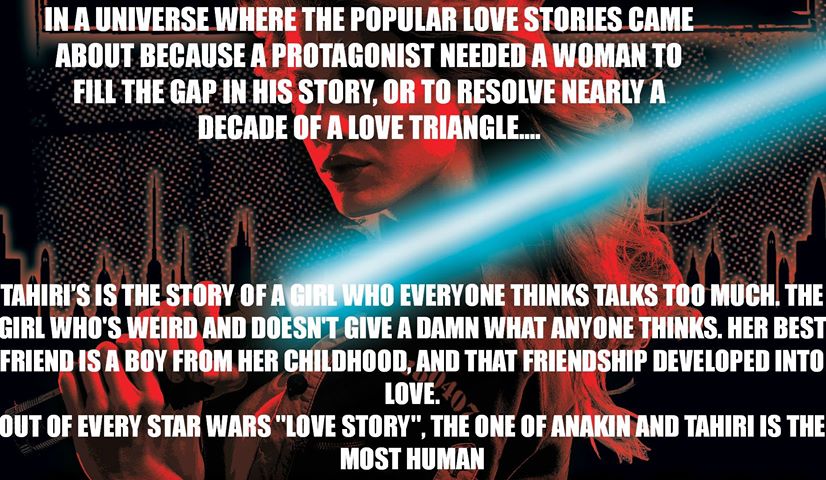 IN A UNIVERSE WHERE THE POPULAR LOVE STORIES CAME
ABOUT BECAUSE A PROTAGONIST NEEDED A WOMAN TO
FILL THE GAP IN HIS STORY, OR TO RESOLVE NEARLY A
DECADE OF A LOVE TRIANGLE....
TAHIRI'S IS THE STORY OF A GIRL WHO EVERYONE THINKS TALKS TOO MUCH. THE
GIRL WHO'S WEIRD AND DOESN'T GIVE A DAMN WHAT ANYONE THINKS. HER BEST
FRIEND IS A BOY FROM HER CHILDHOOD, AND THAT FRIENDSHIP DEVELOPED INTO
LOVE.
OUT OF EVERY STAR WARS "LOVE STORY", THE ONE OF ANAKIN AND TAHIRI IS THE
MOST HUMAN